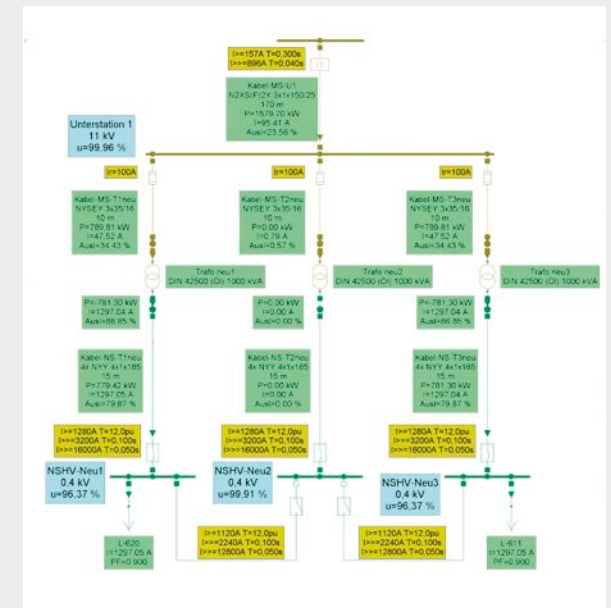 I>=157A T=0,300s
I>>=896A T=0,040s
Kabel-MS-U1
N2XS(F)2Y 3x1x150/25
170 m
P=1579,70 kW
I=95,41 A
Ausl=23,56 %
Unterstation 1
11 kV
u=99,96 %
Ir=100A
Ir=100A
Ir=100A
Kabel-MS-T1neu
NYSEY 3x35/16
10 m
P=789,81 kW
I=47,52 A
Ausl=34,43 %
Kabel-MS-T2neu
NYSEY 3x35/16
10 m
P=0,00 kW
I=0,79 A
Ausl=0,57 %
Kabel-MS-T3neu
NYSEY 3x35/16
10 m
P=789,81 kW
I=47,52 A
Ausl=34,43 %
Trafo neu1
DIN 42500 (Öl) 1000 kVA
Trafo neu2
DIN 42500 (Öl) 1000 kVA
Trafo neu3
DIN 42500 (Öl) 1000 kVA
P=-781,30 kW
I=1297,04 A
Ausl=86,85 %
P=0,00 kW
I=0,00 A
Ausl=0,00 %
P=-781,30 kW
I=1297,04 A
Ausl=86,85 %
Kabel-NS-T1neu
4x NYY 4x1x185
15 m
P=779,42 kW
I=1297,05 A
Ausl=79,87 %
Kabel-NS-T2neu
4x NYY 4x1x185
15 m
P=0,00 kW
I=0,00 A
Ausl=0,00 %
Kabel-NS-T3neu
4x NYY 4x1x185
15 m
P=781,30 kW
I=1297,04 A
Ausl=79,87 %
I>=1280A T=12,0pu
I>>=3200A T=0,100s
I>>>=16000A T=0,050s
I>=1280A T=12,0pu
I>>=3200A T=0,100s
I>>>=16000A T=0,050s
I>=1280A T=12,0pu
I>>=3200A T=0,100s
I>>>=16000A T=0,050s
NSHV-Neu1
0,4 kV
u=96,37 %
NSHV-Neu2
0,4 kV
u=99,91 %
NSHV-Neu3
0,4 kV
u=96,37 %
I>=1120A T=12,0pu
I>>=2240A T=0,100s
I>>>=12800A T=0,050s
I>=1120A T=12,0pu
I>>=2240A T=0,100s
I>>>=12800A T=0,050s
L-620
I=1297,05 A
PF=0,900
L-611
I=1297,05 A
PF=0,900